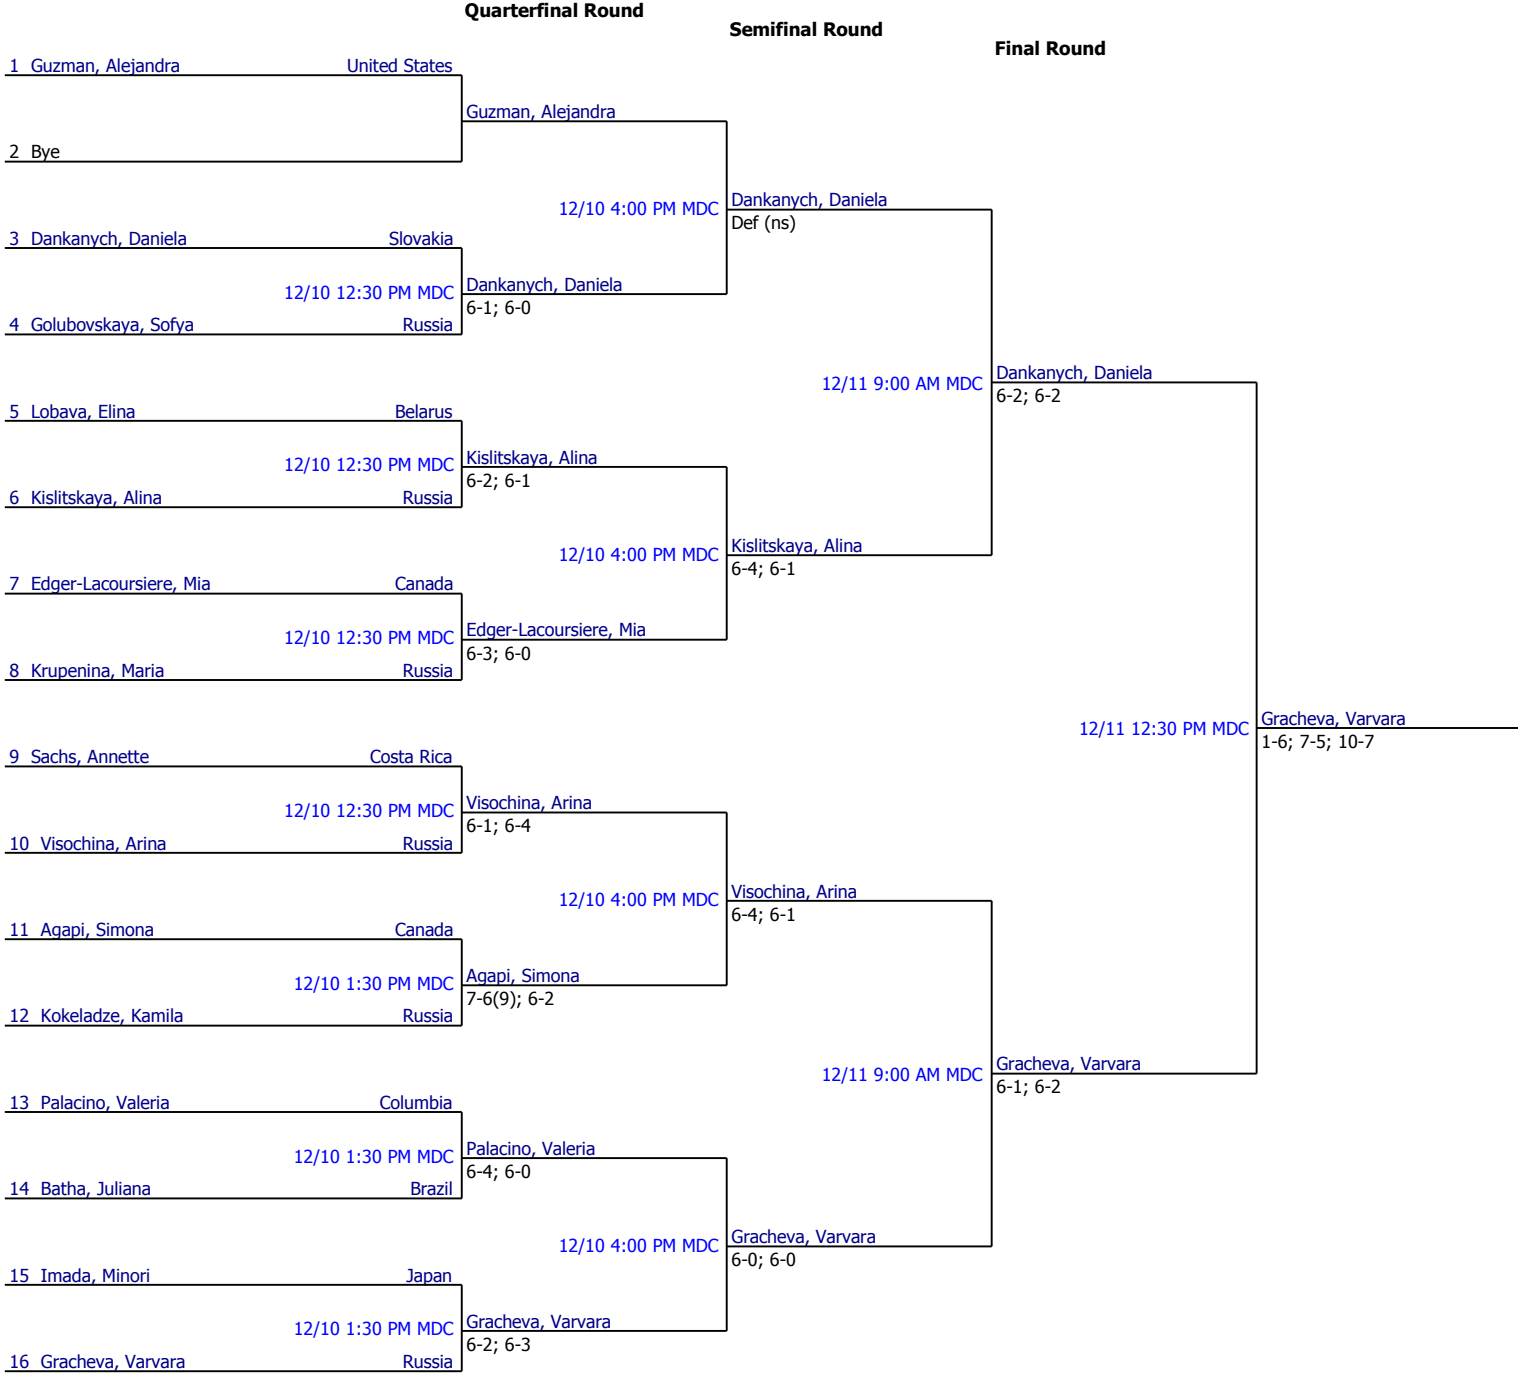 Quarterfinal Round
Semifinal Round
Final Round
1 Guzman, Alejandra United States
Guzman, Alejandra
2 Bye
12/10 4:00 PM MDC Dankanych, Daniela
Def (ns)
3 Dankanych, Daniela Slovakia
12/10 12:30 PM MDC Dankanych, Daniela
6-1; 6-0
4 Golubovskaya, Sofya Russia
12/11 9:00 AM MDC Dankanych, Daniela
6-2; 6-2
5 Lobava, Elina Belarus
12/10 12:30 PM MDC Kislitskaya, Alina
6-2; 6-1
6 Kislitskaya, Alina Russia
12/10 4:00 PM MDC Kislitskaya, Alina
6-4; 6-1
7 Edger-Lacoursiere, Mia Canada
12/10 12:30 PM MDC Edger-Lacoursiere, Mia
6-3; 6-0
8 Krupenina, Maria Russia
12/11 12:30 PM MDC Gracheva, Varvara
1-6; 7-5; 10-7
9 Sachs, Annette Costa Rica
12/10 12:30 PM MDC Visochina, Arina
6-1; 6-4
10 Visochina, Arina Russia
12/10 4:00 PM MDC Visochina, Arina
6-4; 6-1
11 Agapi, Simona Canada
12/10 1:30 PM MDC Agapi, Simona
7-6(9); 6-2
12 Kokeladze, Kamila Russia
12/11 9:00 AM MDC Gracheva, Varvara
6-1; 6-2
13 Palacino, Valeria Columbia
12/10 1:30 PM MDC Palacino, Valeria
6-4; 6-0
14 Batha, Juliana Brazil
12/10 4:00 PM MDC Gracheva, Varvara
6-0; 6-0
15 Imada, Minori Japan
12/10 1:30 PM MDC Gracheva, Varvara
6-2; 6-3
16 Gracheva, Varvara Russia